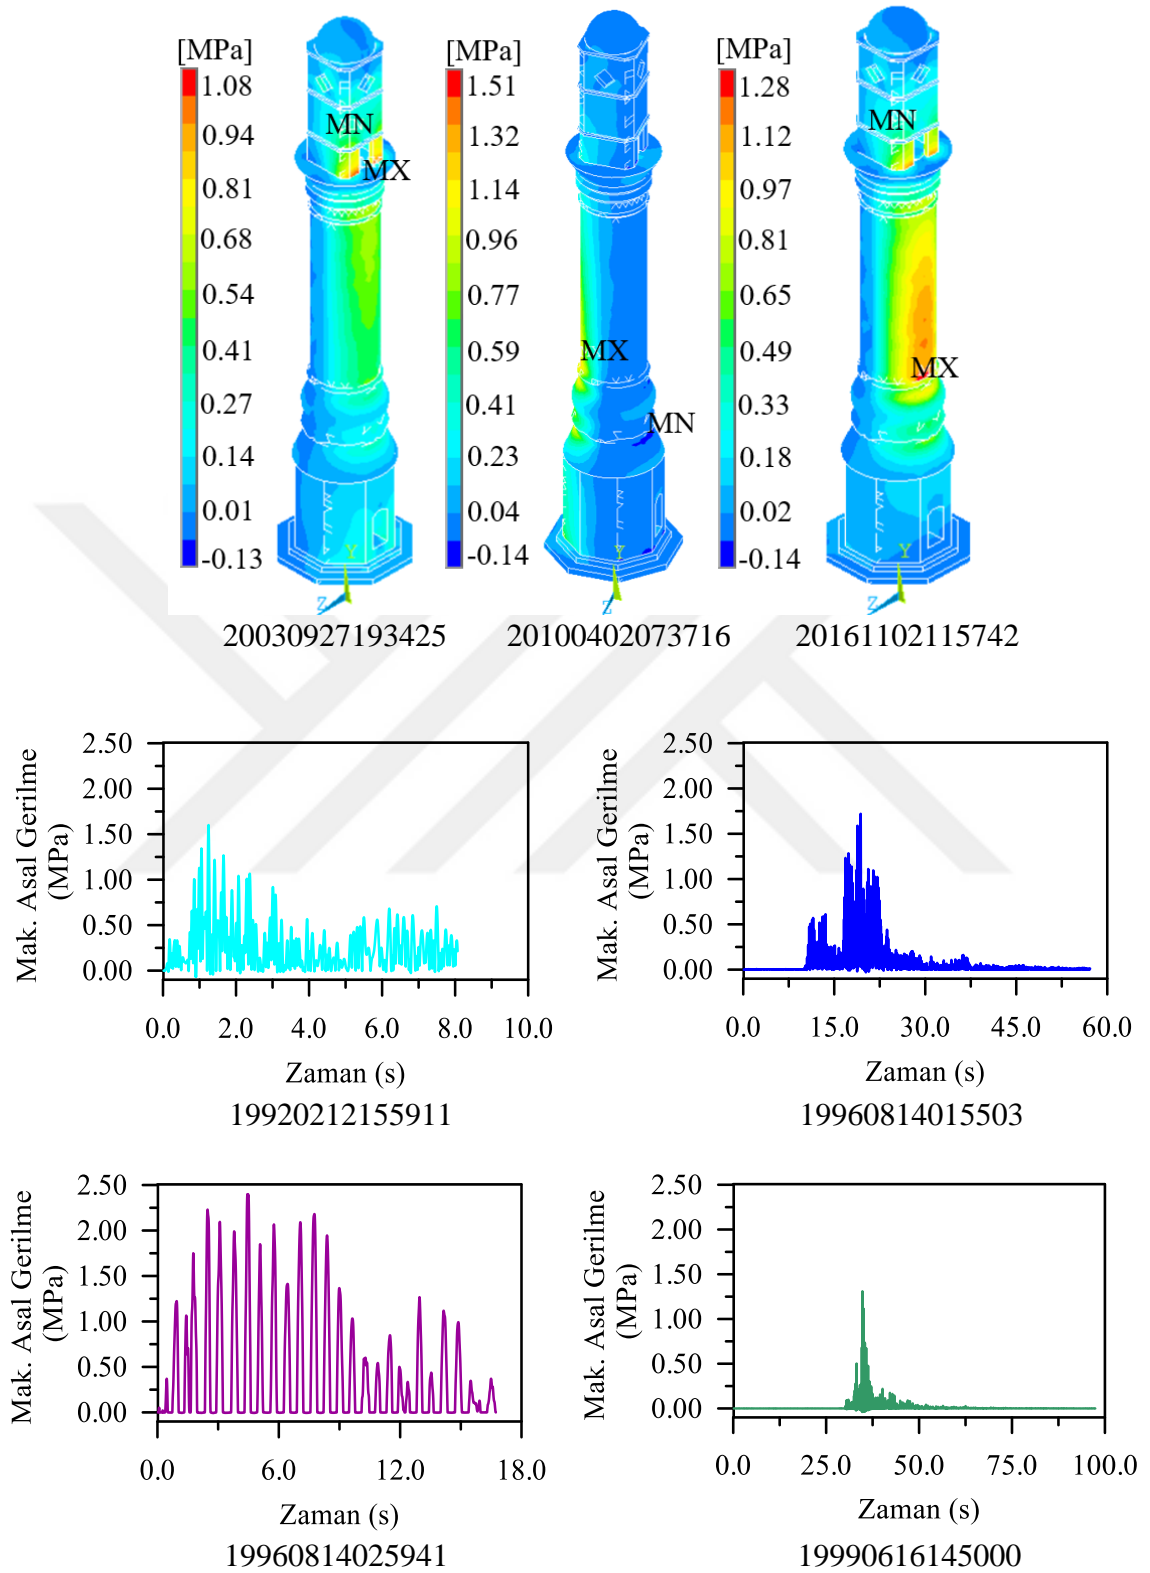 [MPa]
1.08
0.94
0.81
0.68
0.54
0.41
0.27
0.14
0.01
-0.13
MN
MX
Y
Z
[MPa]
1.51
1.32
1.14
0.96
0.77
0.59
0.41
0.23
0.04
-0.14
MX
MN
Y
Z
[MPa]
1.28
1.12
0.97
0.81
0.65
0.49
0.33
0.18
0.02
-0.14
MN
MX
Y
Z
20030927193425
20100402073716
20161102115742
Mak. Asal Gerilme
(MPa)
2.50
2.00
1.50
1.00
0.50
0.00
0.0 2.0 4.0 6.0 8.0 10.0
Zaman (s)
19920212155911
Mak. Asal Gerilme
(MPa)
2.50
2.00
1.50
1.00
0.50
0.00
0.0 15.0 30.0 45.0 60.0
Zaman (s)
19960814015503
Mak. Asal Gerilme
(MPa)
2.50
2.00
1.50
1.00
0.50
0.00
0.0 6.0 12.0 18.0
Zaman (s)
19960814025941
Mak. Asal Gerilme
(MPa)
2.50
2.00
1.50
1.00
0.50
0.00
0.0 25.0 50.0 75.0 100.0
Zaman (s)
19990616145000